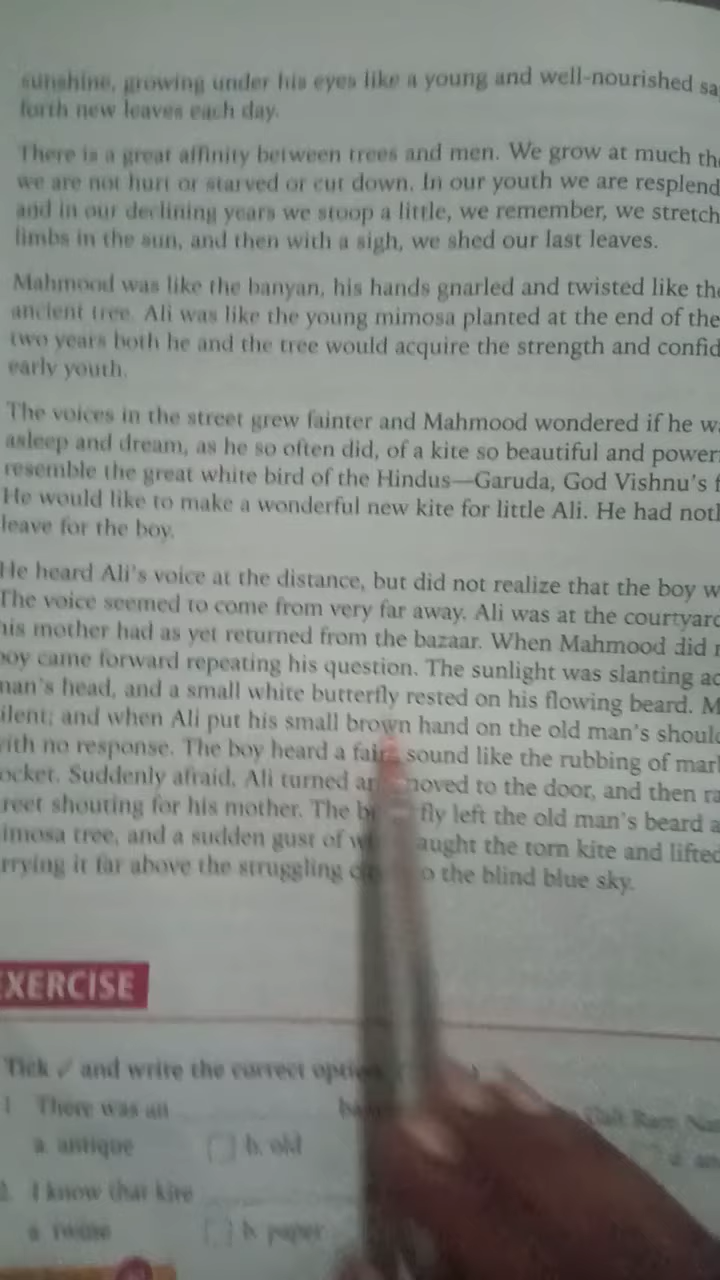 sunshine, growing under his eyes like a young and well-nourished sa
forth new leaves each day.
There is a great affinity between trees and men. We grow at much the
we are not hurt or starved or cut down. In our youth we are resplend
and in our declining years we stoop a little, we remember, we stretch
limbs in the sun, and then with a sigh, we shed our last leaves.
Mahmood was like the banyan, his hands gnarled and twisted like the
ancient tree. Ali was like the young mimosa planted at the end of the
two years both he and the tree would acquire the strength and confid
early youth.
The voices in the street grew fainter and Mahmood wondered if he w
asleep and dream, as he so often did, of a kite so beautiful and power
resemble the great white bird of the Hindus—Garuda, God Vishnu's f
He would like to make a wonderful new kite for little Ali. He had noth
leave for the boy.
He heard Ali's voice at the distance, but did not realize that the boy w
The voice seemed to come from very far away. Ali was at the courtyard
his mother had as yet returned from the bazaar. When Mahmood did
boy came forward repeating his question. The sunlight was slanting ac
man's head, and a small white butterfly rested on his flowing beard. M
ilent; and when Ali put his small brown hand on the old man's should
with no response. The boy heard a sound like the rubbing of mar
ocket. Suddenly afraid, Ali turned moved to the door, and then ra
reet shouting for his mother. The fly left the old man's beard a
imosa tree, and a sudden gust of aught the torn kite and lifted
rrying it far above the struggling o the blind blue sky.
EXERCISE
Tick ✓ and write the correct
1. There was an
a. antique b. old
2. I know that kite
a. twine b. paper